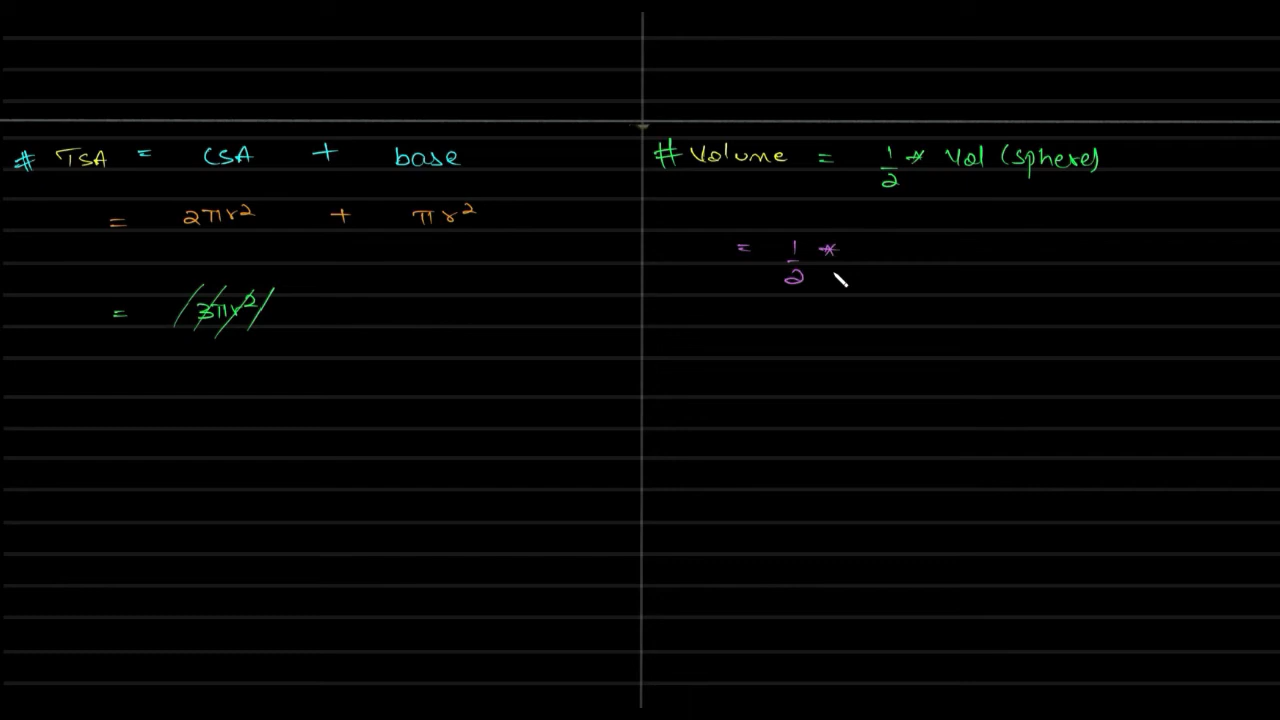 # TSA = CSA + base
= 2πr² + πr²
= 3πr²
# Volume = 1/2 * Vol (sphere)
= 1/2 *